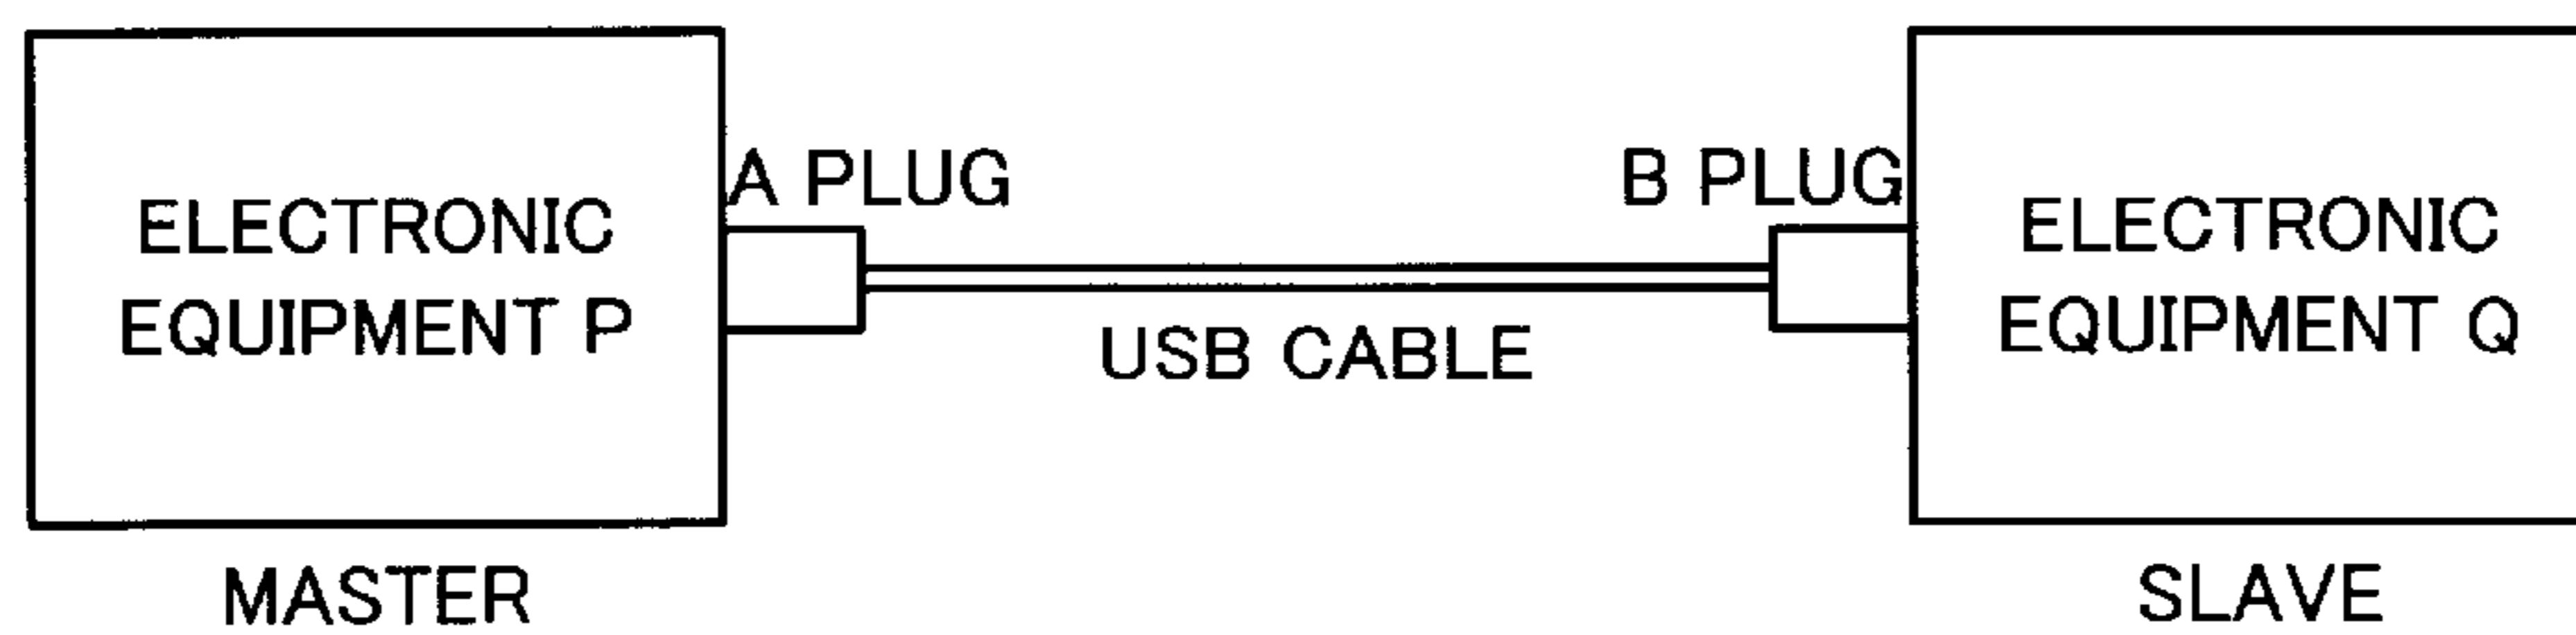 A PLUG
B PLUG
ELECTRONIC
EQUIPMENT P
USB CABLE
ELECTRONIC
EQUIPMENT Q
MASTER
SLAVE